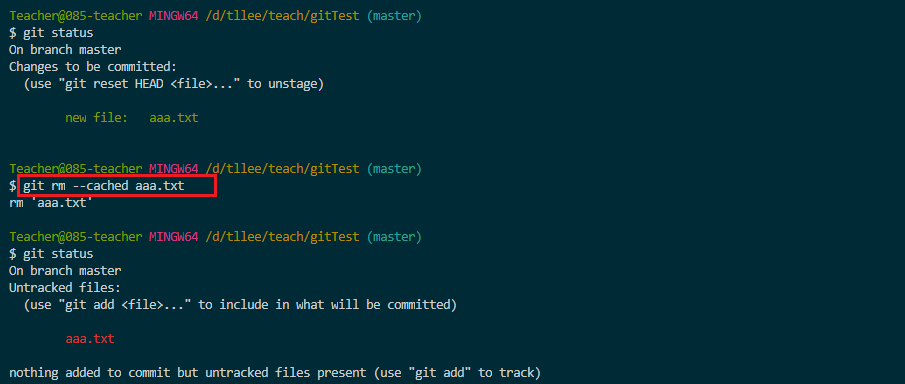 Teacher@085-teacher MINGW64 /d/tllee/teach/gitTest (master)
$ git status
On branch master
Changes to be committed:
  (use "git reset HEAD <file>..." to unstage)
        new file:   aaa.txt
Teacher@085-teacher MINGW64 /d/tllee/teach/gitTest (master)
$ git rm --cached aaa.txt
rm 'aaa.txt'
Teacher@085-teacher MINGW64 /d/tllee/teach/gitTest (master)
$ git status
On branch master
Untracked files:
  (use "git add <file>..." to include in what will be committed)
        aaa.txt
nothing added to commit but untracked files present (use "git add" to track)